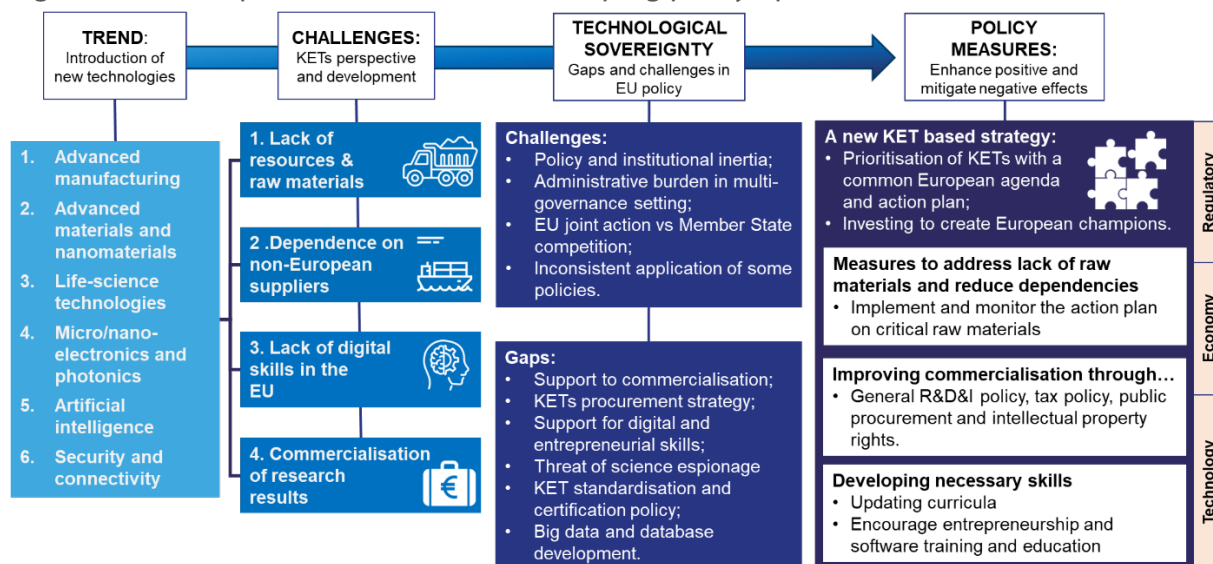 TREND:
Introduction of
new technologies
CHALLENGES:
KETs perspective
and development
TECHNOLOGICAL
SOVEREIGNTY
Gaps and challenges in
EU policy
POLICY
MEASURES:
Enhance positive and
mitigate negative effects
1. Advanced
manufacturing
2. Advanced
materials and
nanomaterials
3. Life-science
technologies
4. Micro/nano-
electronics and
photonics
5. Artificial
intelligence
6. Security and
connectivity
1. Lack of
resources &
raw materials
2 .Dependence on
non-European
suppliers
3. Lack of digital
skills in the
EU
4. Commercialisation
of research
results
€
Challenges:
• Policy and institutional inertia;
• Administrative burden in multi-
governance setting;
• EU joint action vs Member State
competition;
• Inconsistent application of some
policies.
Gaps:
• Support to commercialisation;
• KETs procurement strategy;
• Support for digital and
entrepreneurial skills;
• Threat of science espionage
• KET standardisation and
certification policy;
• Big data and database
development.
A new KET based strategy:
• Prioritisation of KETs with a
common European agenda
and action plan;
• Investing to create European champions.
Measures to address lack of raw
materials and reduce dependencies
• Implement and monitor the action plan
on critical raw materials
Improving commercialisation through…
• General R&D&I policy, tax policy, public
procurement and intellectual property
rights.
Developing necessary skills
• Updating curricula
• Encourage entrepreneurship and
software training and education
Regulatory
Economy
Technology